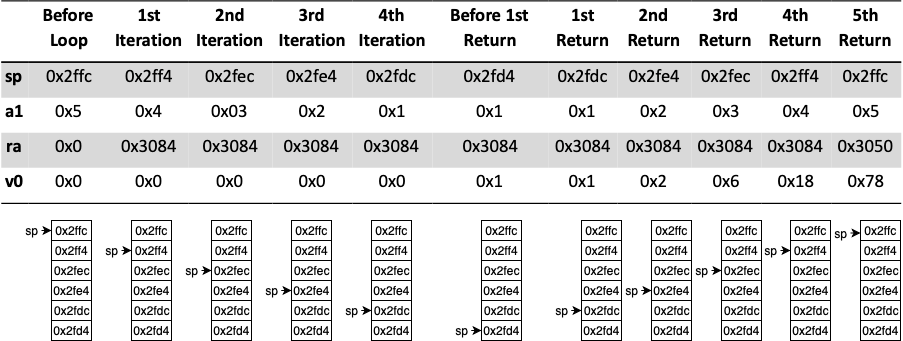 Before 1st 2nd 3rd 4th Before 1st 1st 2nd 3rd 4th 5th
Loop Iteration Iteration Iteration Iteration Return Return Return Return Return Return
sp 0x2ffc 0x2ff4 0x2fec 0x2fe4 0x2fdc 0x2fd4 0x2fdc 0x2fe4 0x2fec 0x2ff4 0x2ffc
a1 0x5 0x4 0x03 0x2 0x1 0x1 0x1 0x2 0x3 0x4 0x5
ra 0x0 0x3084 0x3084 0x3084 0x3084 0x3084 0x3084 0x3084 0x3084 0x3084 0x3050
v0 0x0 0x0 0x0 0x0 0x0 0x1 0x1 0x2 0x6 0x18 0x78
sp 0x2ffc 0x2ffc 0x2ffc 0x2ffc 0x2ffc 0x2ffc 0x2ffc 0x2ffc 0x2ffc 0x2ffc sp 0x2ffc
0x2ff4 sp 0x2ff4 0x2ff4 0x2ff4 0x2ff4 0x2ff4 0x2ff4 0x2ff4 0x2ff4 sp 0x2ff4 0x2ff4
0x2fec 0x2fec sp 0x2fec 0x2fec 0x2fec 0x2fec 0x2fec 0x2fec sp 0x2fec 0x2fec 0x2fec
0x2fe4 0x2fe4 0x2fe4 sp 0x2fe4 0x2fe4 0x2fe4 0x2fe4 sp 0x2fe4 0x2fe4 0x2fe4 0x2fe4
0x2fdc 0x2fdc 0x2fdc 0x2fdc sp 0x2fdc 0x2fdc sp 0x2fdc 0x2fdc 0x2fdc 0x2fdc 0x2fdc
0x2fd4 0x2fd4 0x2fd4 0x2fd4 0x2fd4 sp 0x2fd4 0x2fd4 0x2fd4 0x2fd4 0x2fd4 0x2fd4